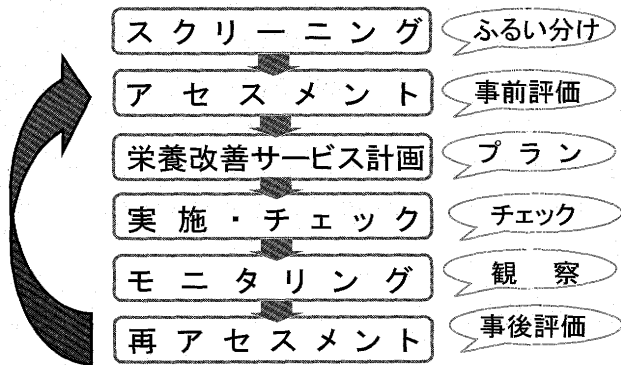 スクリーニング ふるい分け
アセスメント 事前評価
栄養改善サービス計画 プラン
実施・チェック チェック
モニタリング 観察
再アセスメント 事後評価